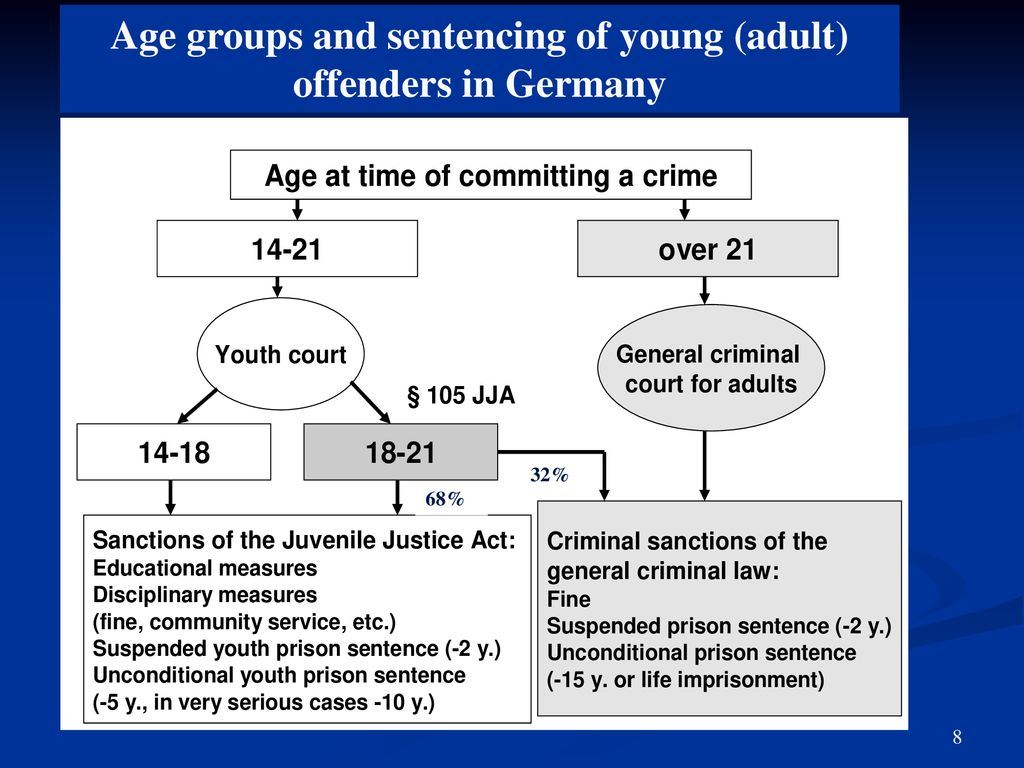 Age groups and sentencing of young (adult)
offenders in Germany
Age at time of committing a crime
14-21
over 21
Youth court
General criminal
court for adults
§ 105 JJA
14-18
18-21
32%
68%
Sanctions of the Juvenile Justice Act:
Educational measures
Disciplinary measures
(fine, community service, etc.)
Suspended youth prison sentence (-2 y.)
Unconditional youth prison sentence
(-5 y., in very serious cases -10 y.)
Criminal sanctions of the
general criminal law:
Fine
Suspended prison sentence (-2 y.)
Unconditional prison sentence
(-15 y. or life imprisonment)
8